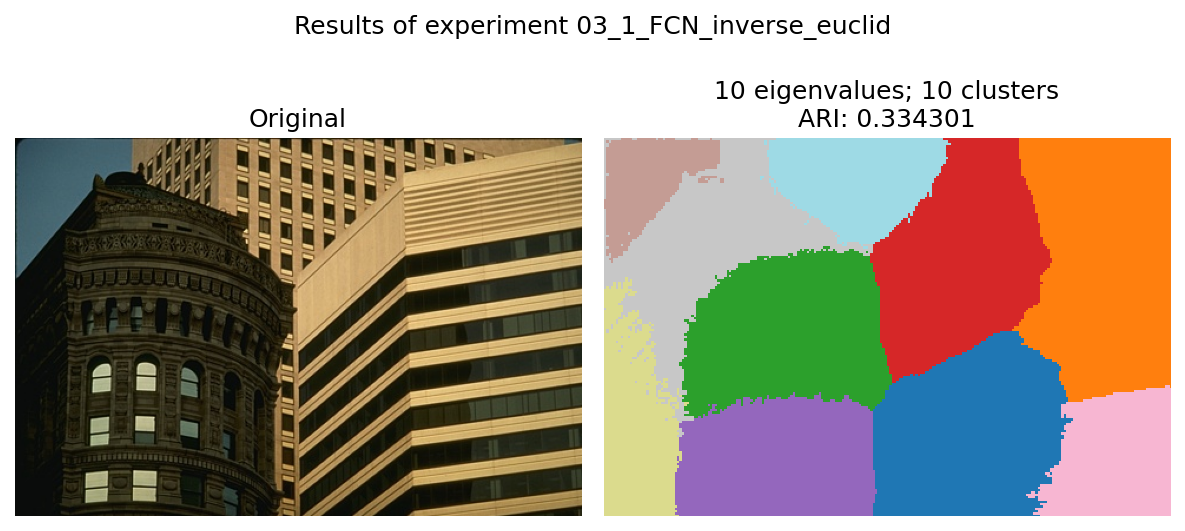 Results of experiment 03_1_FCN_inverse_euclid
Original
10 eigenvalues; 10 clusters
ARI: 0.334301